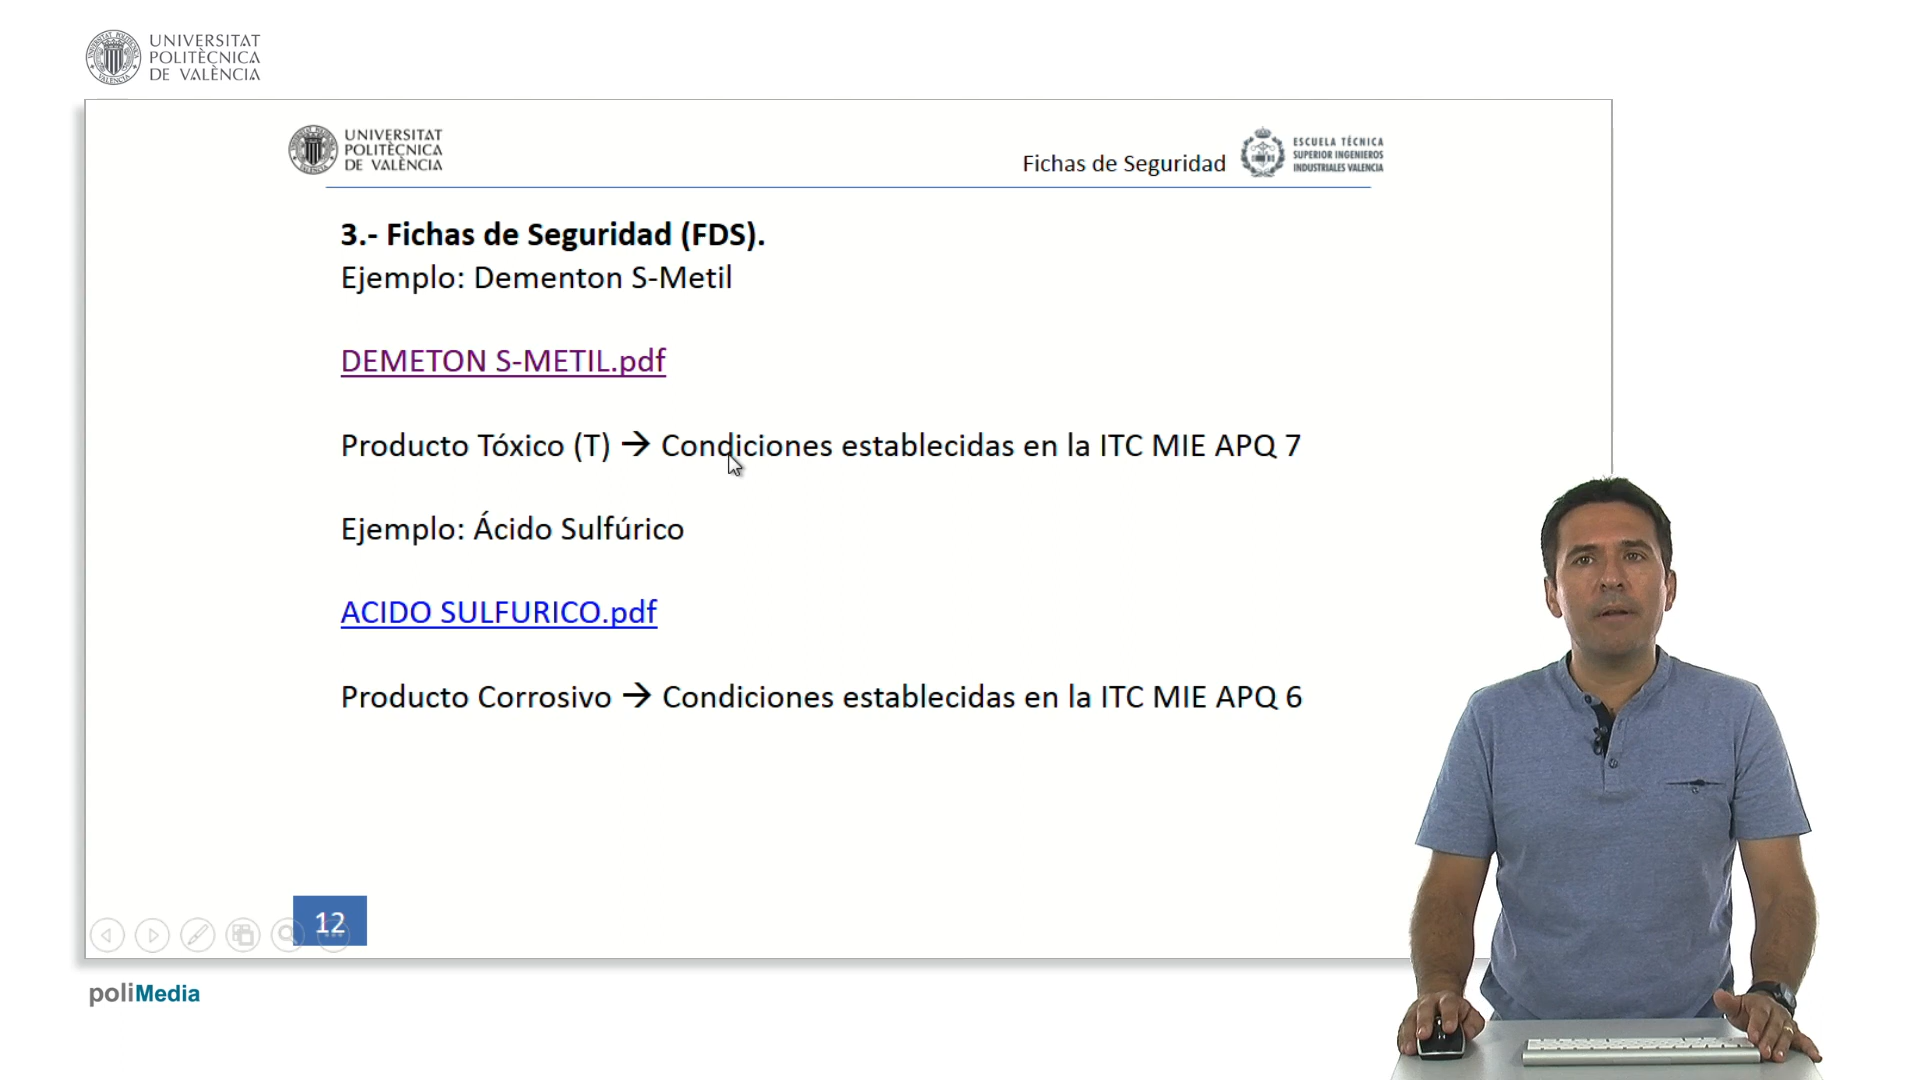 UNIVERSITAT
POLITÈCNICA
DE VALÈNCIA
UNIVERSITAT
POLITÈCNICA
DE VALÈNCIA
Fichas de Seguridad
ESCUELA TÉCNICA
SUPERIOR INGENIEROS
INDUSTRIALES VALENCIA
3.- Fichas de Seguridad (FDS).
Ejemplo: Dementon S-Metil
DEMETON S-METIL.pdf
Producto Tóxico (T) → Condiciones establecidas en la ITC MIE APQ 7
Ejemplo: Ácido Sulfúrico
ACIDO SULFURICO.pdf
Producto Corrosivo → Condiciones establecidas en la ITC MIE APQ 6
12
poliMedia